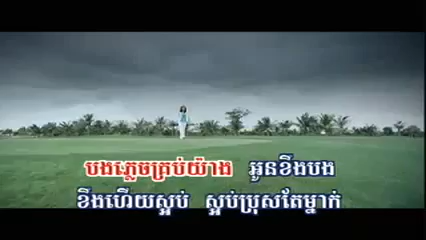 បងភ្លេចគ្រប់យ៉ាង អូនខឹងបង
ខឹងហើយស្អប់ ស្អប់ប្រុសតែម្នាក់